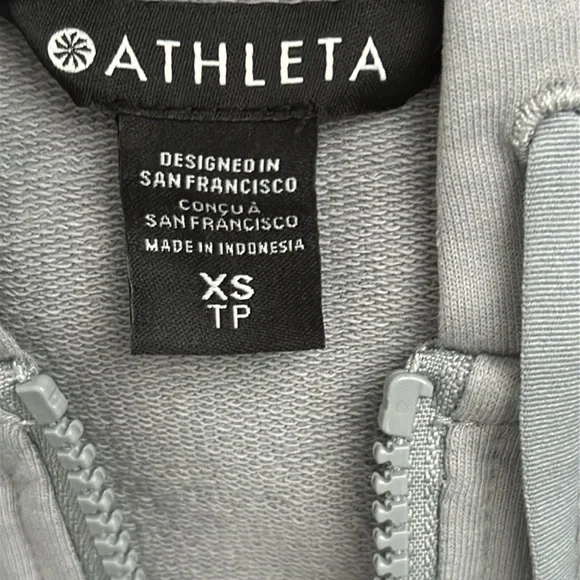 ATHLETA
DESIGNED IN
SAN FRANCISCO
CONÇU À
SAN FRANCISCO
MADE IN INDONESIA
XS
TP